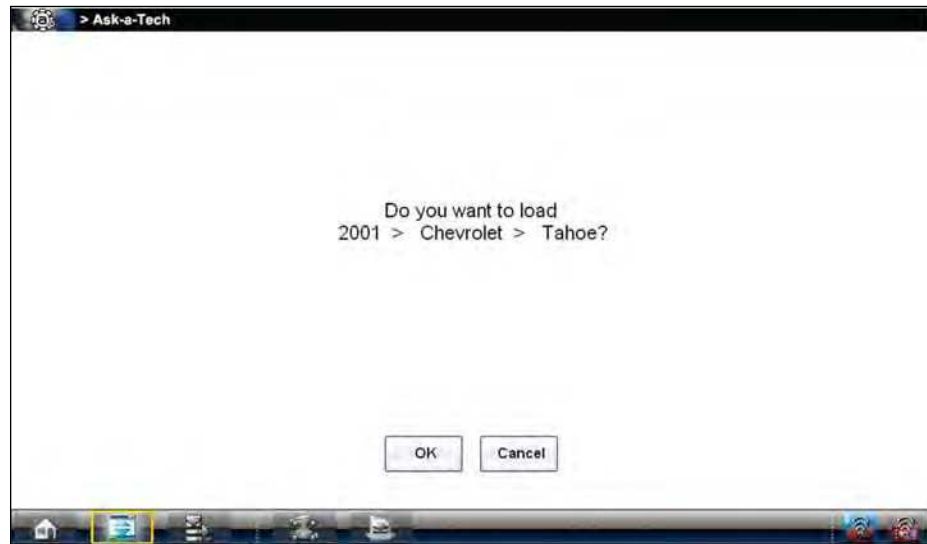 > Ask-a-Tech
Do you want to load
2001 > Chevrolet > Tahoe?
OK
Cancel